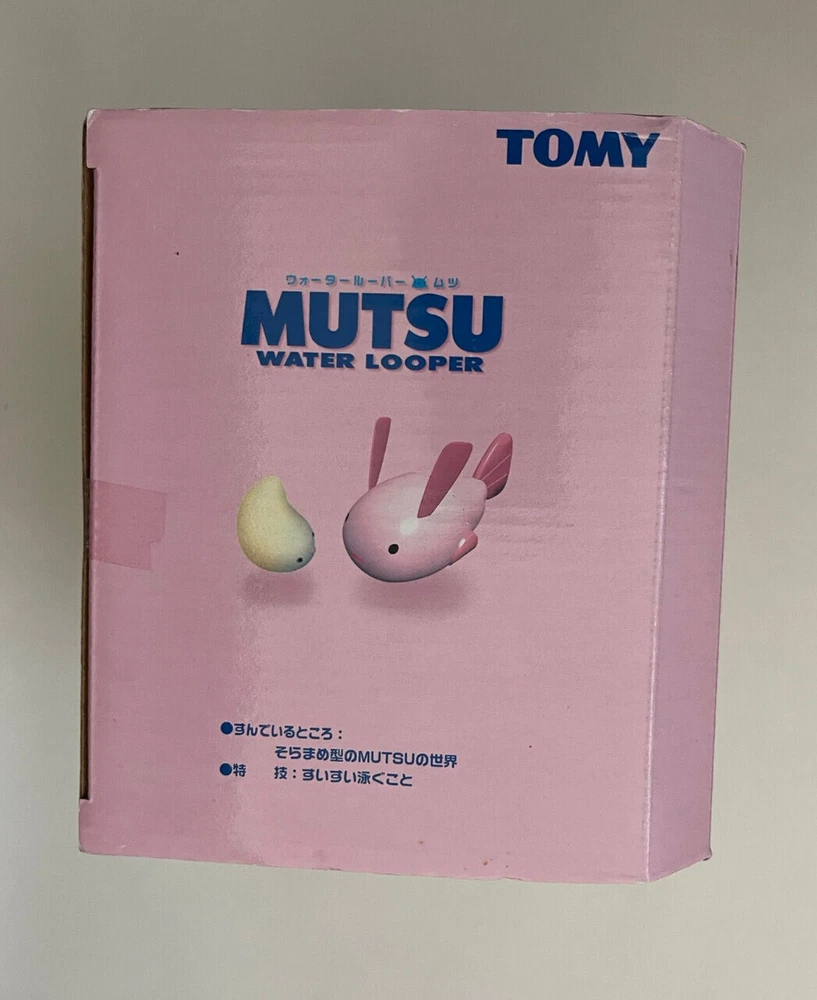 TOMY
ウォータールーパー ムツ
MUTSU
WATER LOOPER
●すんでいるところ：
そらまめ型のMUTSUの世界
●特　技：すいすい泳ぐこと